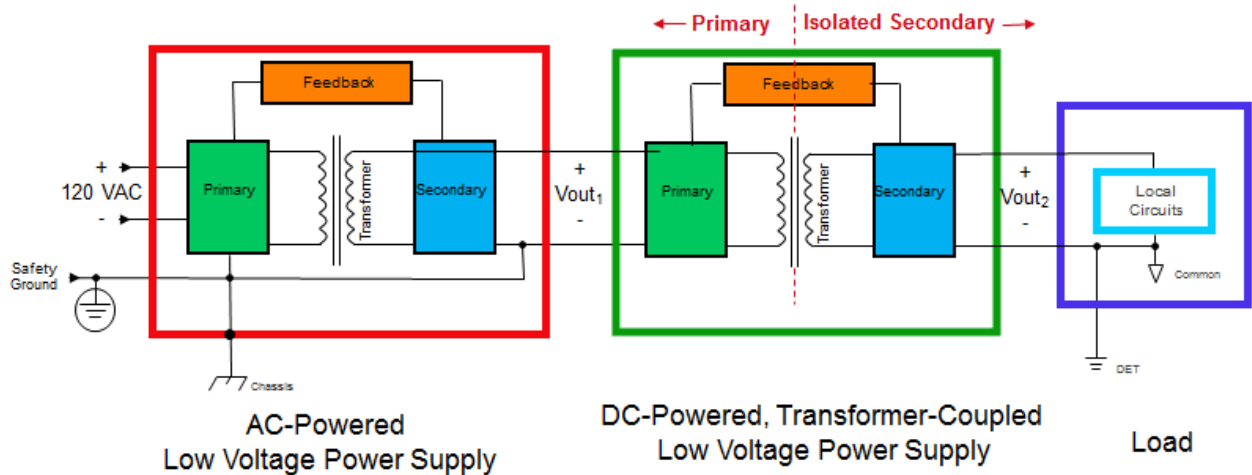 Primary
Isolated Secondary
Feedback
Feedback
+
120 VAC
-
Primary
Transformer
Secondary
+
Vout₁
-
Primary
Transformer
Secondary
+
Vout₂
-
Local
Circuits
Safety
Ground
Common
Chassis
DET
AC-Powered
Low Voltage Power Supply
DC-Powered, Transformer-Coupled
Low Voltage Power Supply
Load